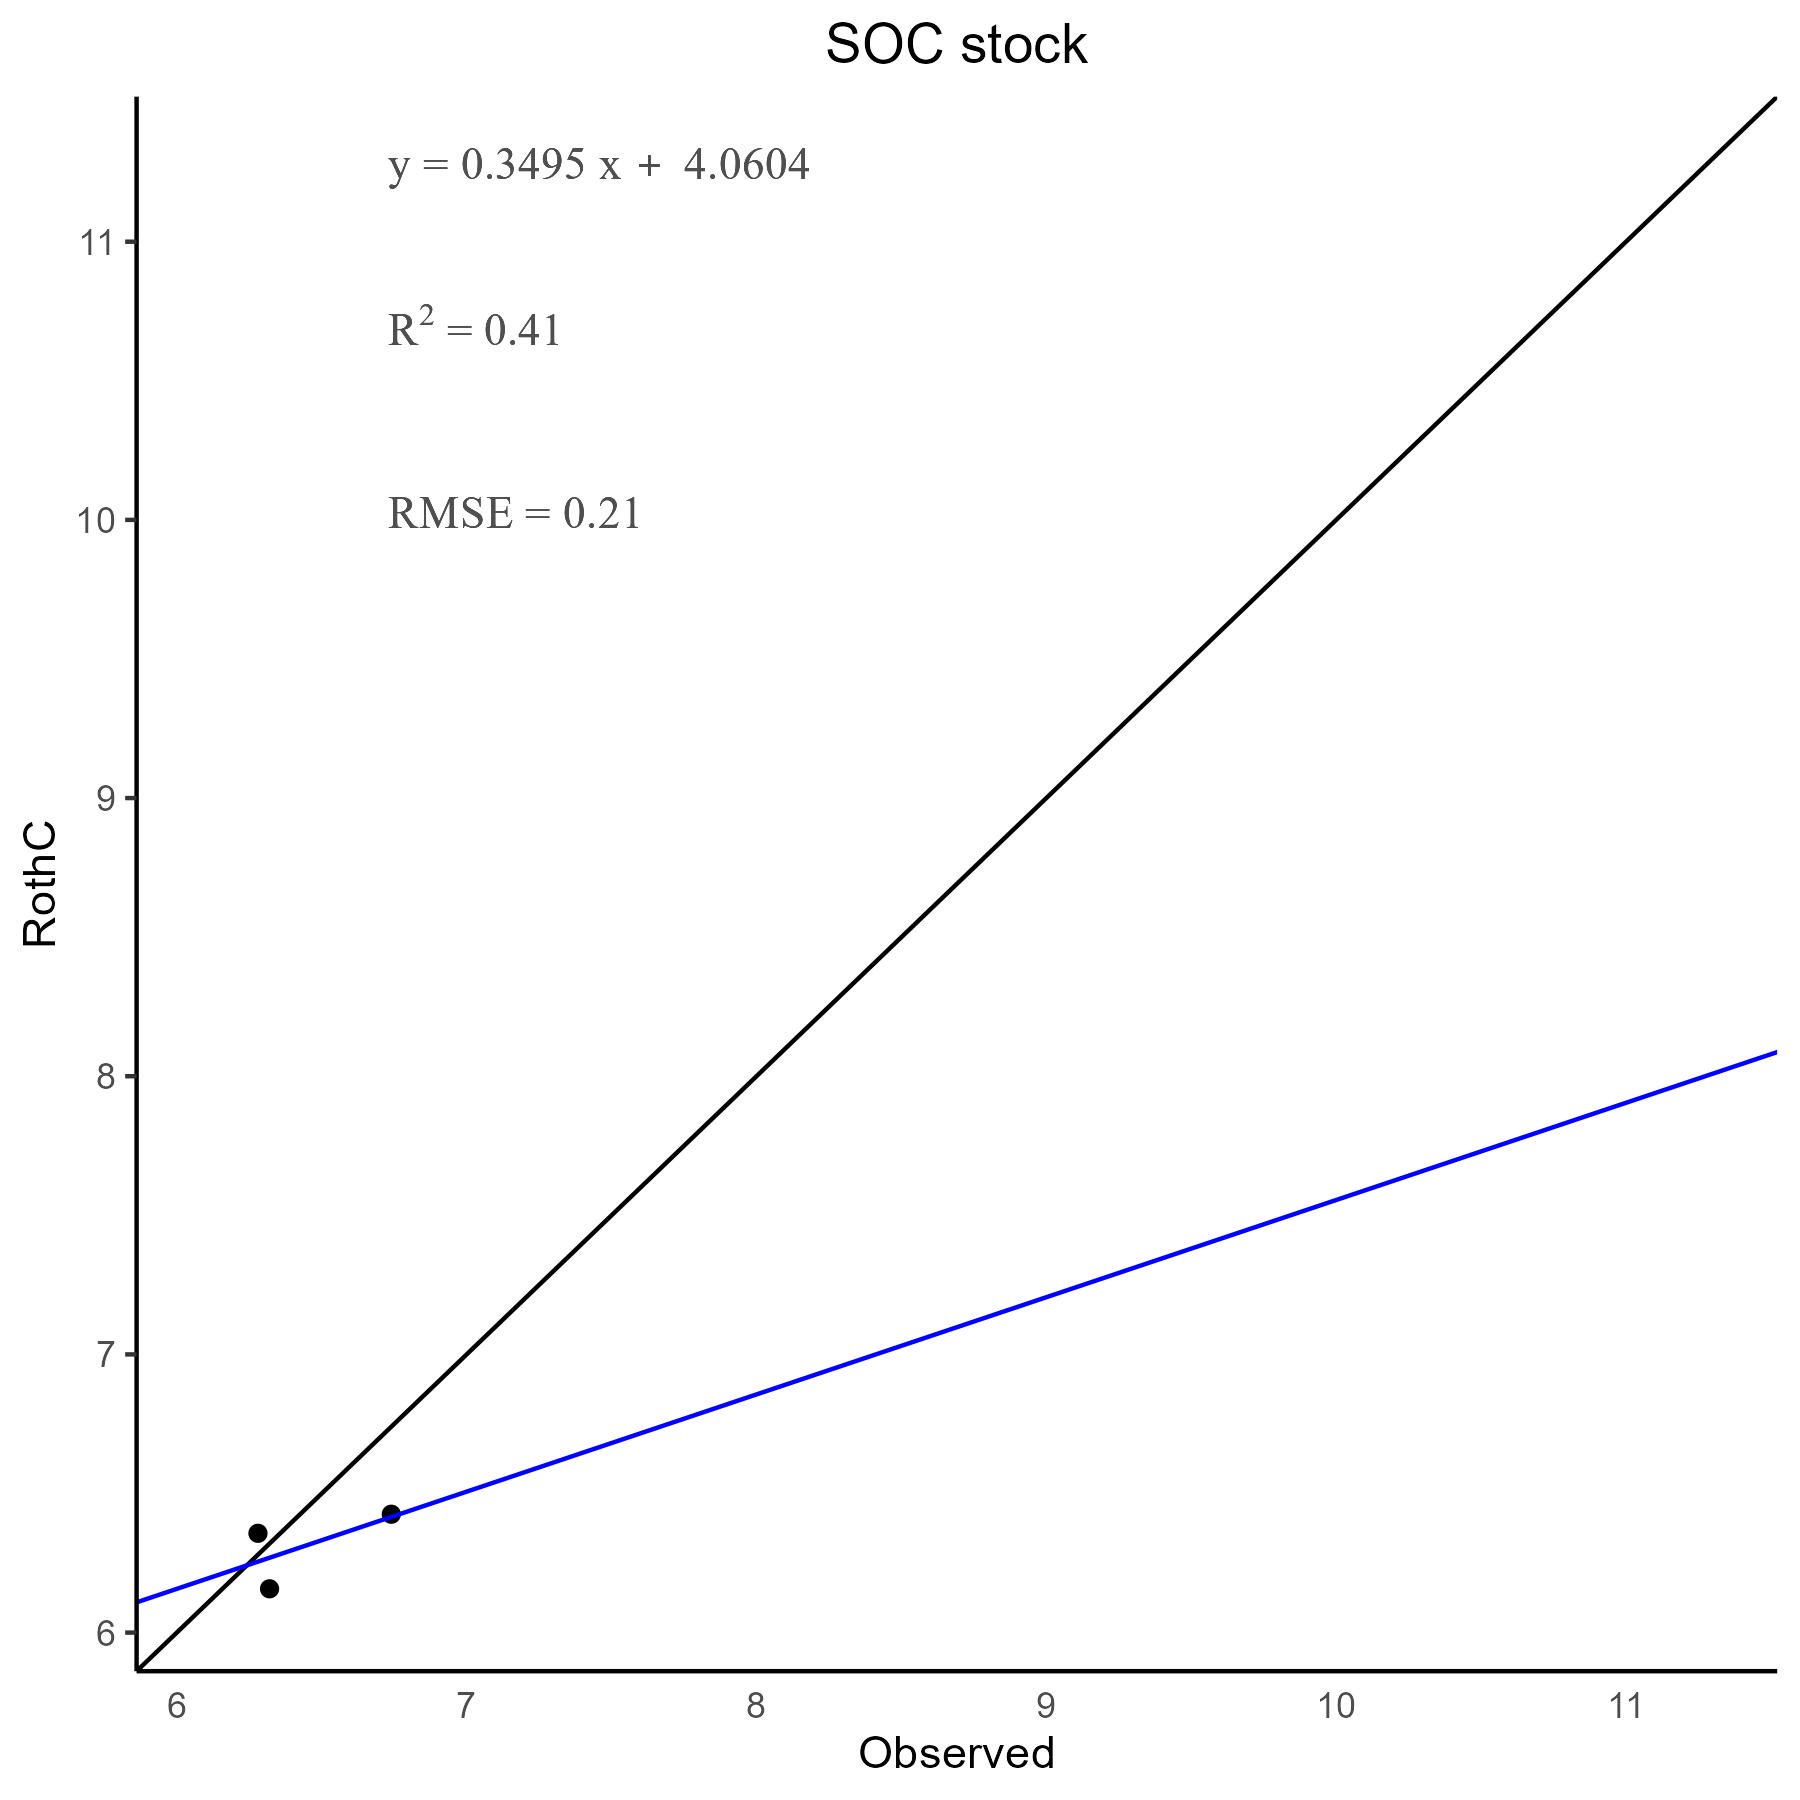 SOC stock
y = 0.3495 x + 4.0604
R² = 0.41
RMSE = 0.21
11
10
9
8
7
6
RothC
6 7 8 9 10 11
Observed